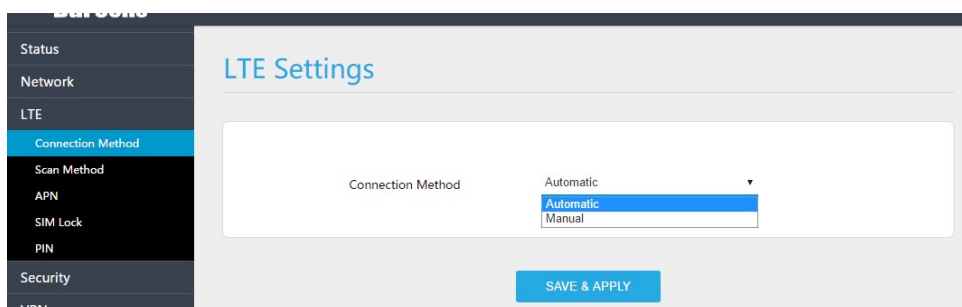 Status
Network
LTE
Connection Method
Scan Method
APN
SIM Lock
PIN
Security
LTE Settings
Connection Method
Automatic
Automatic
Manual
SAVE & APPLY